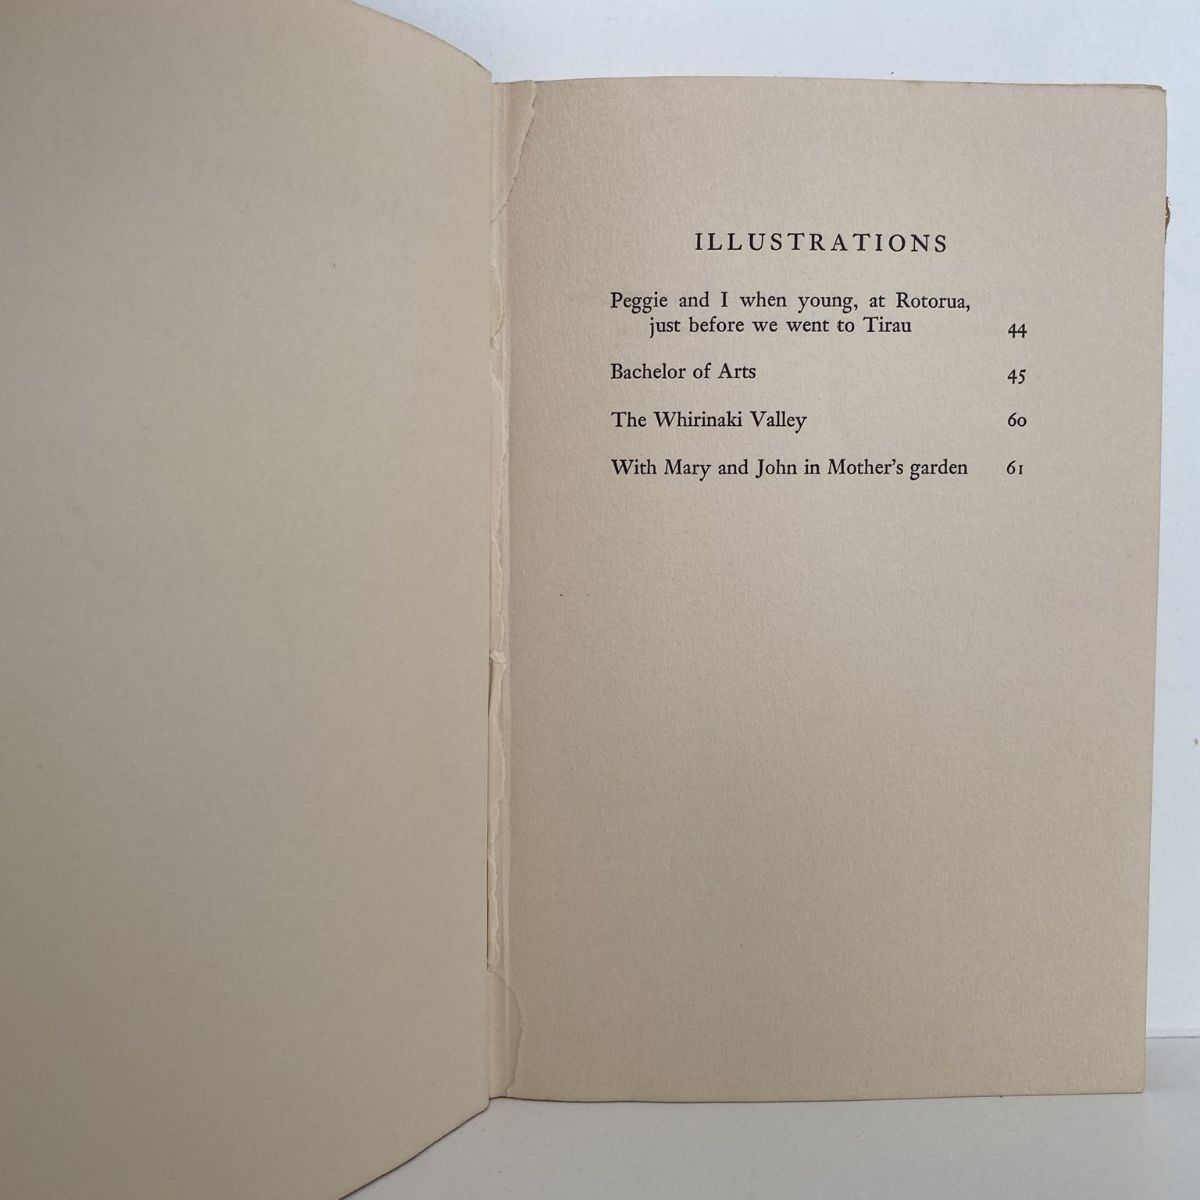 ILLUSTRATIONS
Peggie and I when young, at Rotorua,
just before we went to Tirau 44
Bachelor of Arts 45
The Whirinaki Valley 60
With Mary and John in Mother's garden 61